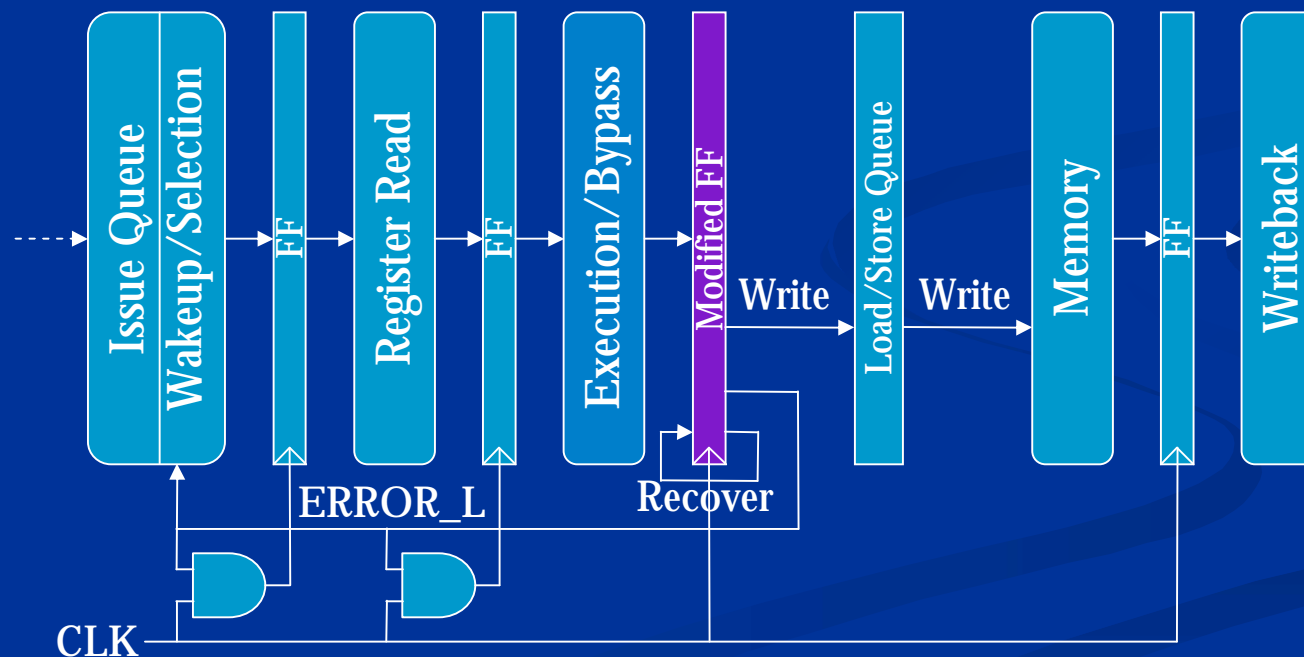 Issue Queue
Wakeup/Selection
FF
Register Read
FF
Execution/Bypass
Modified FF
Write
Load/Store Queue
Write
Memory
FF
Writeback
ERROR_L
Recover
CLK